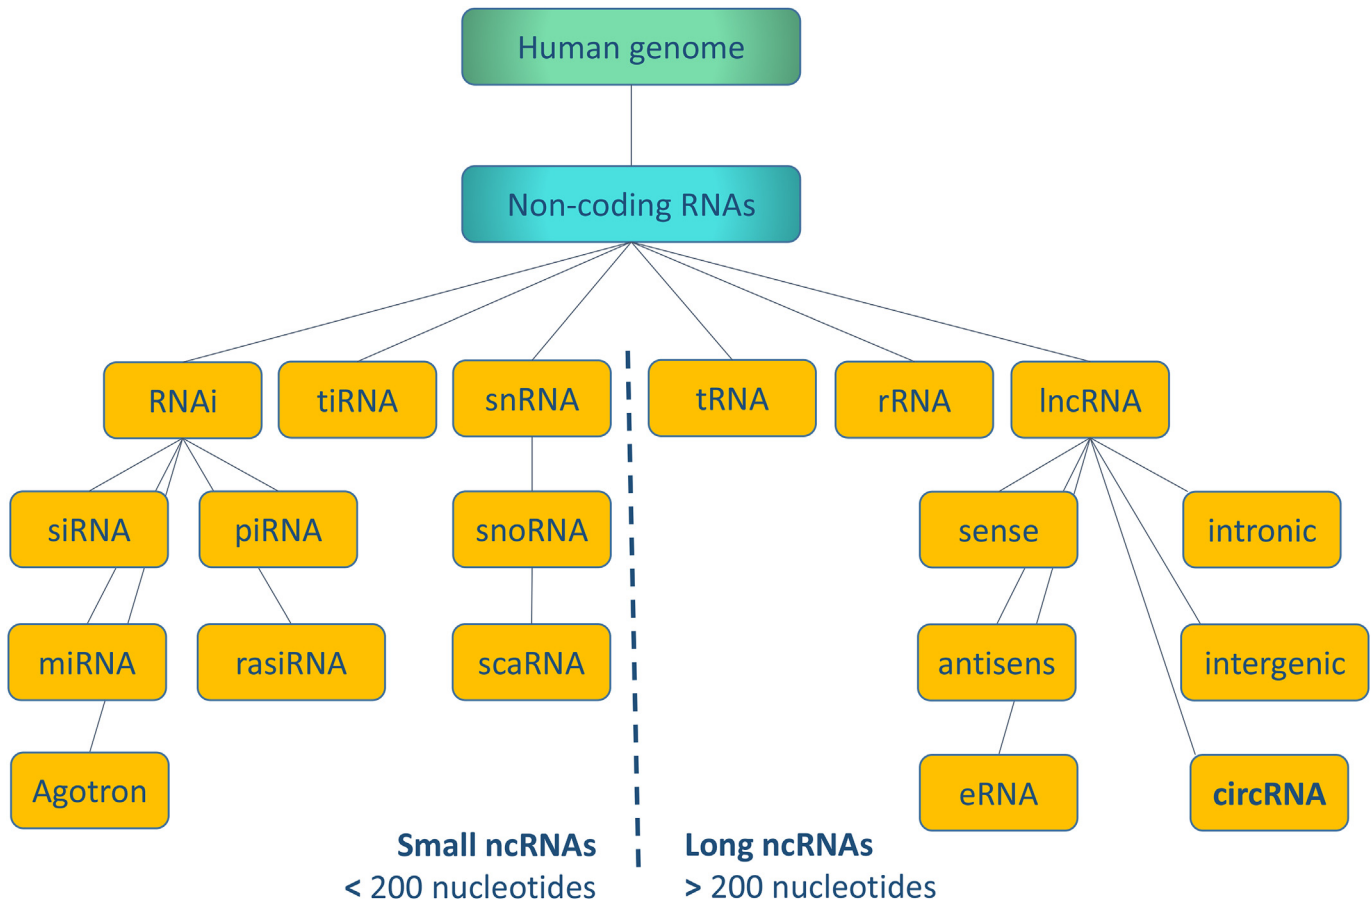 Human genome
Non-coding RNAs
RNAi
tiRNA
snRNA
tRNA
rRNA
lncRNA
siRNA
piRNA
snoRNA
sense
intronic
miRNA
rasiRNA
scaRNA
antisens
intergenic
Agotron
eRNA
circRNA
Small ncRNAs
< 200 nucleotides
Long ncRNAs
> 200 nucleotides